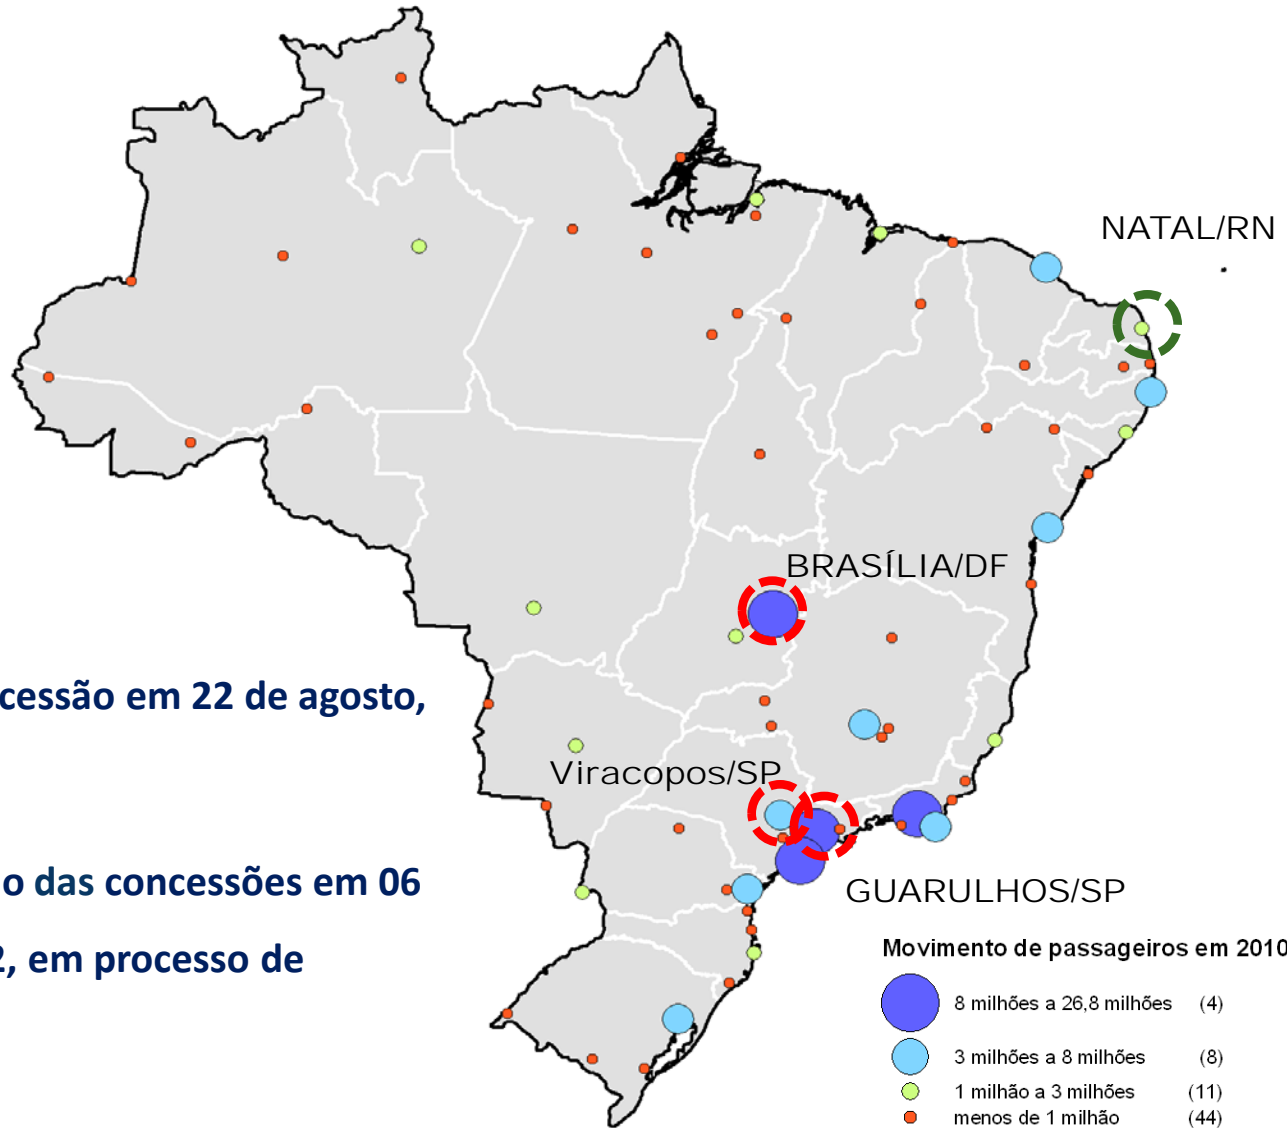 NATAL/RN
BRASÍLIA/DF
cessão em 22 de agosto,
Viracopos/SP
o das concessões em 06
GUARULHOS/SP
2, em processo de
Movimento de passageiros em 2010
8 milhões a 26,8 milhões (4)
3 milhões a 8 milhões (8)
1 milhão a 3 milhões (11)
menos de 1 milhão (44)